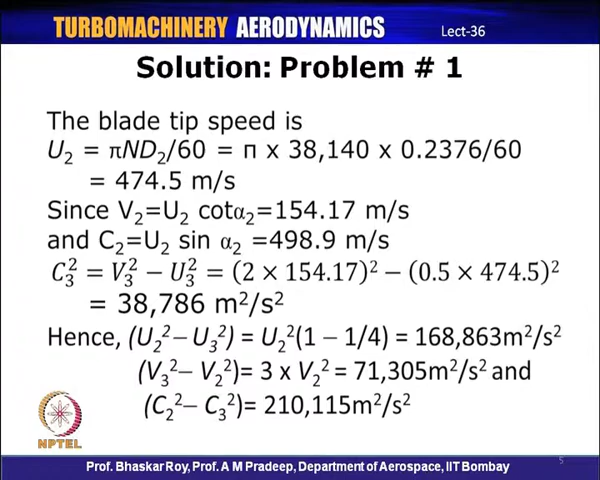 TURBOMACHINERY AERODYNAMICS Lect-36
Solution: Problem # 1
The blade tip speed is
U₂ = πND₂/60 = π x 38,140 x 0.2376/60
= 474.5 m/s
Since V₂=U₂ cotα₂=154.17 m/s
and C₂=U₂ sin α₂ =498.9 m/s
C₃² = V₃² − U₃² = (2 × 154.17)² − (0.5 × 474.5)²
= 38,786 m²/s²
Hence, (U₂² − U₃²) = U₂²(1 − 1/4) = 168,863m²/s²
(V₃² − V₂²)= 3 x V₂² = 71,305m²/s² and
(C₂² − C₃²)= 210,115m²/s²
NPTEL
5
Prof. Bhaskar Roy, Prof. A M Pradeep, Department of Aerospace, IIT Bombay